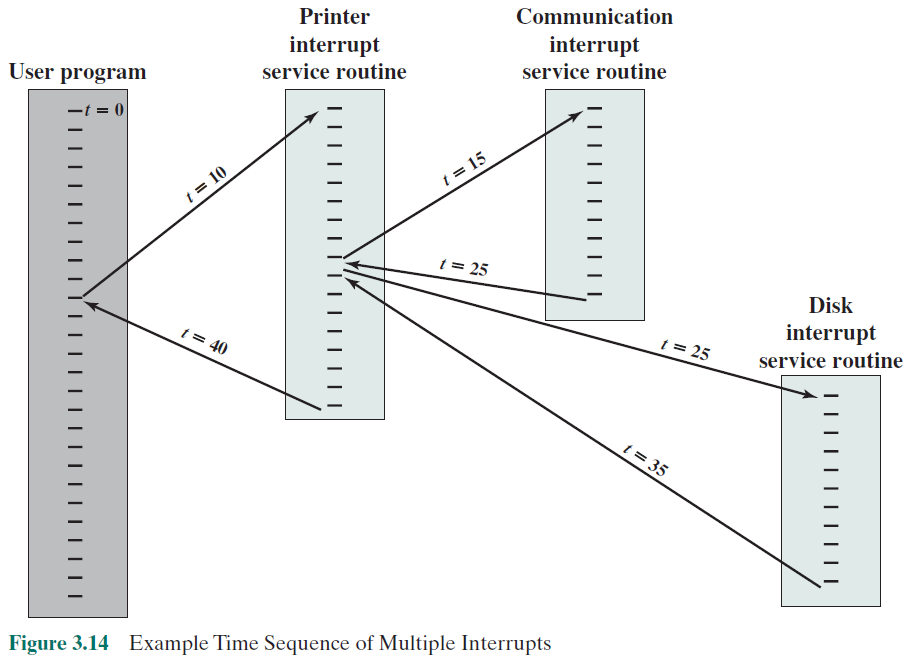 Printer
interrupt
service routine
Communication
interrupt
service routine
User program
t = 0
t = 10
t = 15
t = 25
t = 25
Disk
interrupt
service routine
t = 40
t = 35
Figure 3.14 Example Time Sequence of Multiple Interrupts